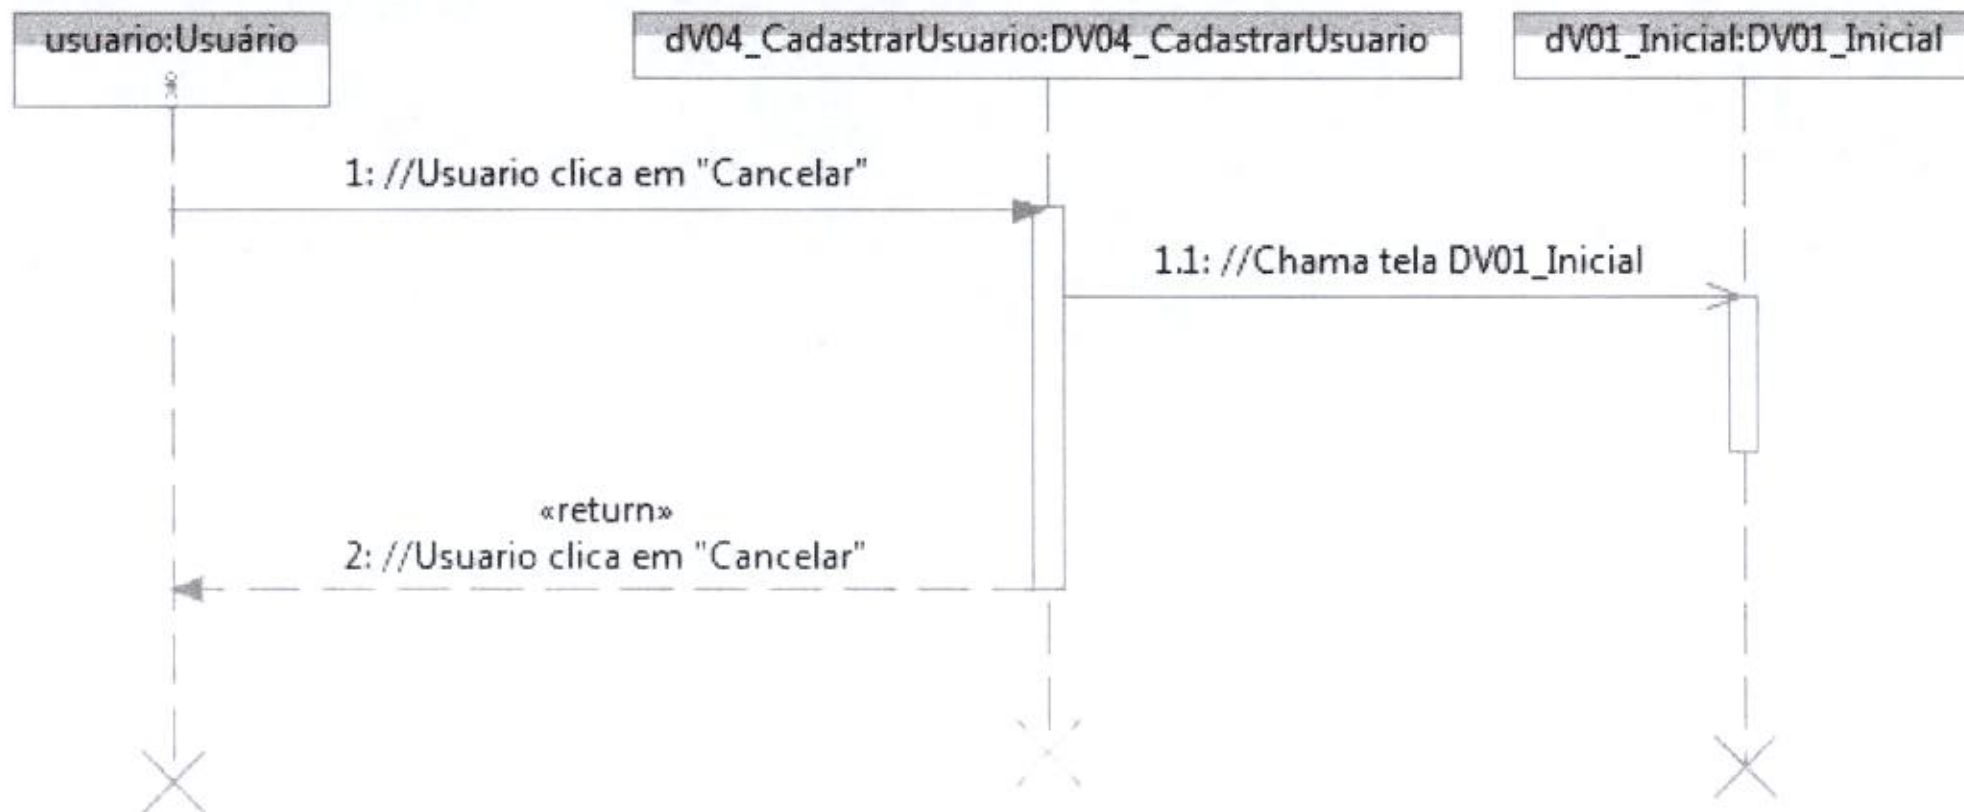 usuario:Usuário
dV04_CadastrarUsuario:DV04_CadastrarUsuario
dV01_Inicial:DV01_Inicial
1: //Usuario clica em "Cancelar"
1.1: //Chama tela DV01_Inicial
«return»
2: //Usuario clica em "Cancelar"